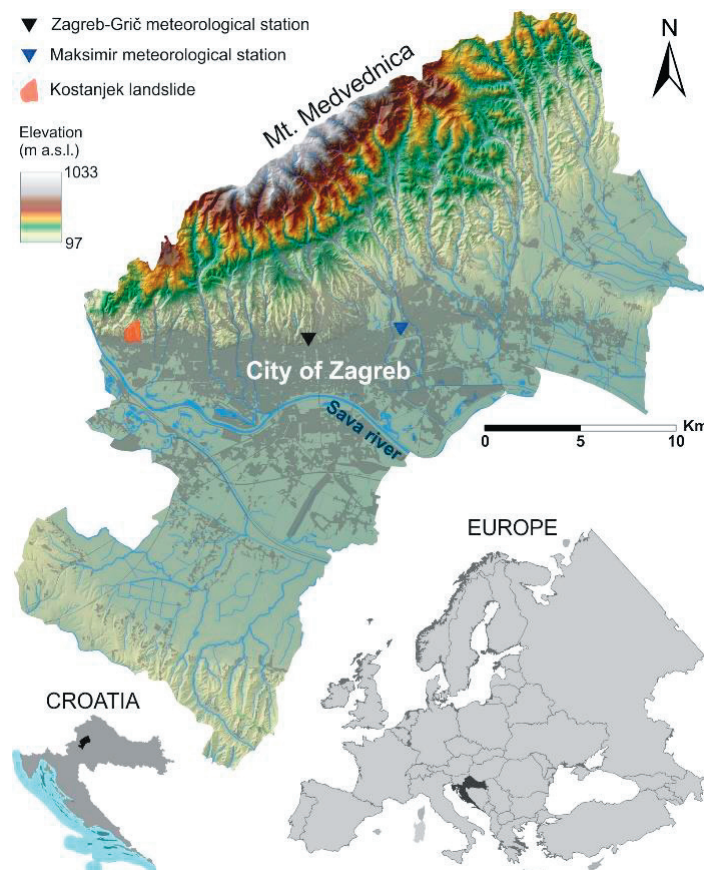 Zagreb-Grič meteorological station
Maksimir meteorological station
Kostanjek landslide
Elevation
(m a.s.l.)
1033
97
Mt. Medvednica
N
City of Zagreb
Sava river
Km
0 5 10
EUROPE
CROATIA